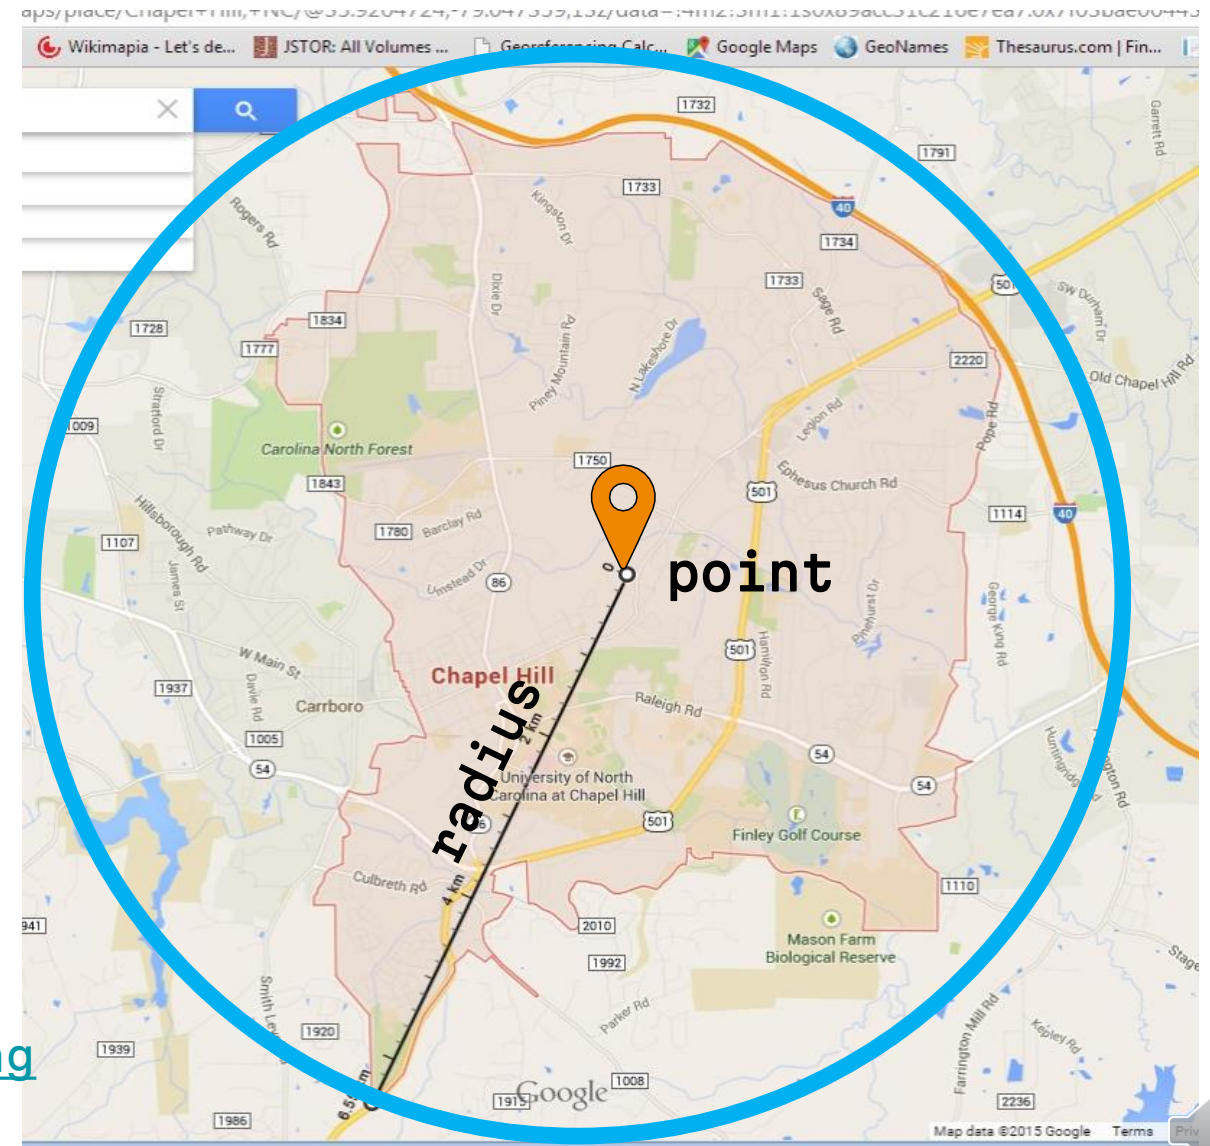 Wikimapia - Let's de...
JSTOR: All Volumes ...
Google Maps
GeoNames
Thesaurus.com | Fin...
1732
Garrett Rd
1791
1733
Kingston Dr
Rogers Rd
40
1734
1733
501
Sage Rd
SW Durham Dr
Dixie Dr
1834
1728
1777
Piney Mountain Rd
N Lakeshore Dr
2220
Old Chapel Hill Rd
Stratford Dr
Legion Rd
Pope Rd
1009
Carolina North Forest
1750
1843
Ephesus Church Rd
501
Hillsborough Rd
1114
40
1780
Barclay Rd
Pathway Dr
1107
James St
0
point
Umstead Dr
86
Pinehurst Dr
George King Rd
501
Hamilton Rd
W Main St
Chapel Hill
1937
Davie Rd
Carrboro
radius
Raleigh Rd
2 km
1005
54
54
University of North
Carolina at Chapel Hill
54
501
Finley Golf Course
Culbreth Rd
4 km
1110
941
2010
Mason Farm
Biological Reserve
1992
Parker Rd
1920
Farrington Mill Rd
Kepley Rd
1939
ng
1008
1915
Google
1986
2236
Map data ©2015 Google
Terms